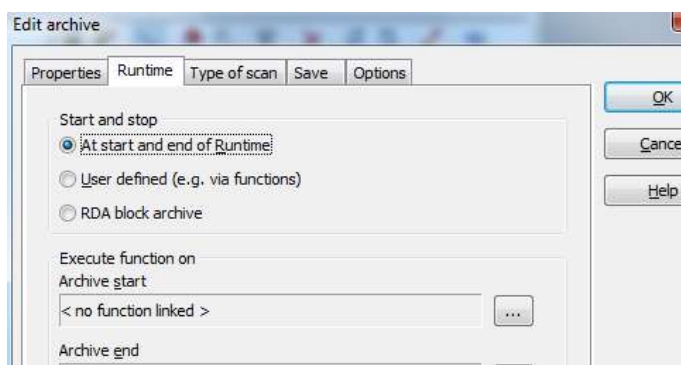 Edit archive
Properties Runtime Type of scan Save Options
OK
Start and stop
At start and end of Runtime
Cance
User defined (e.g. via functions)
Help
RDA block archive
Execute function on
Archive start
< no function linked >
...
Archive end